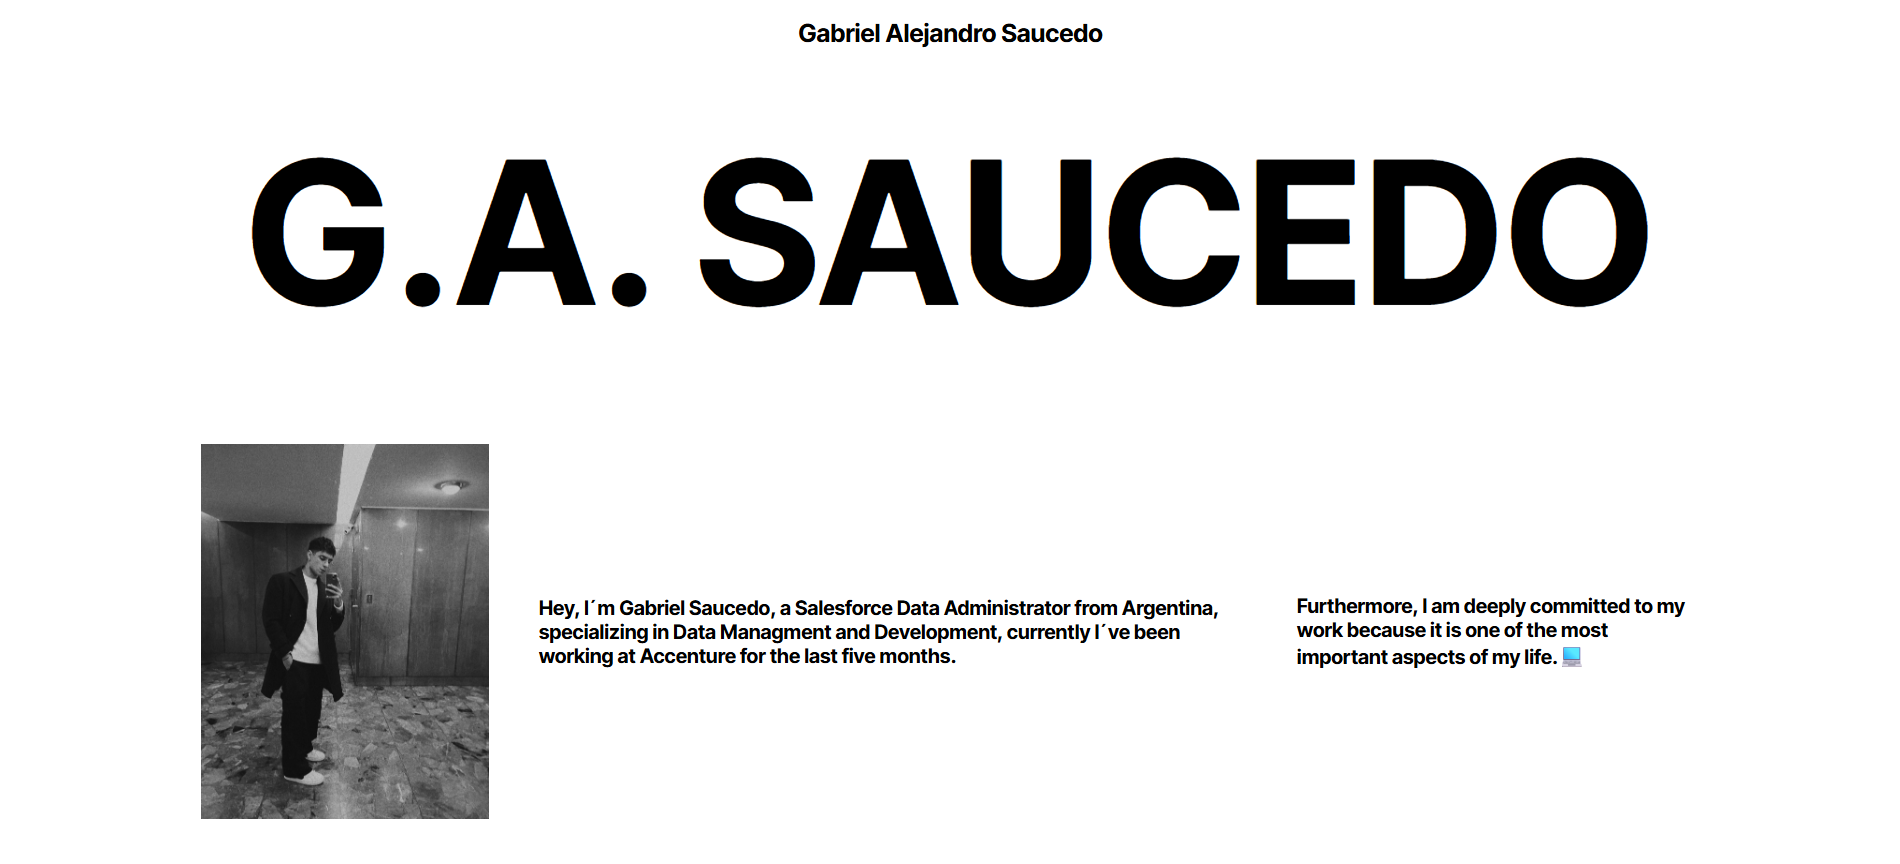 Gabriel Alejandro Saucedo
G.A. SAUCEDO
Hey, I´m Gabriel Saucedo, a Salesforce Data Administrator from Argentina,
specializing in Data Managment and Development, currently I´ve been
working at Accenture for the last five months.
Furthermore, I am deeply committed to my
work because it is one of the most
important aspects of my life. 💻